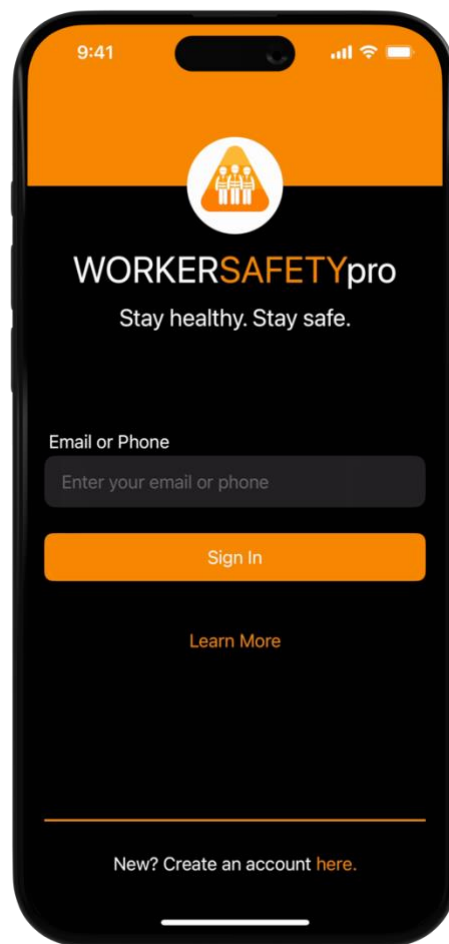 9:41
WORKERSAFETYpro
Stay healthy. Stay safe.
Email or Phone
Enter your email or phone
Sign In
Learn More
New? Create an account here.